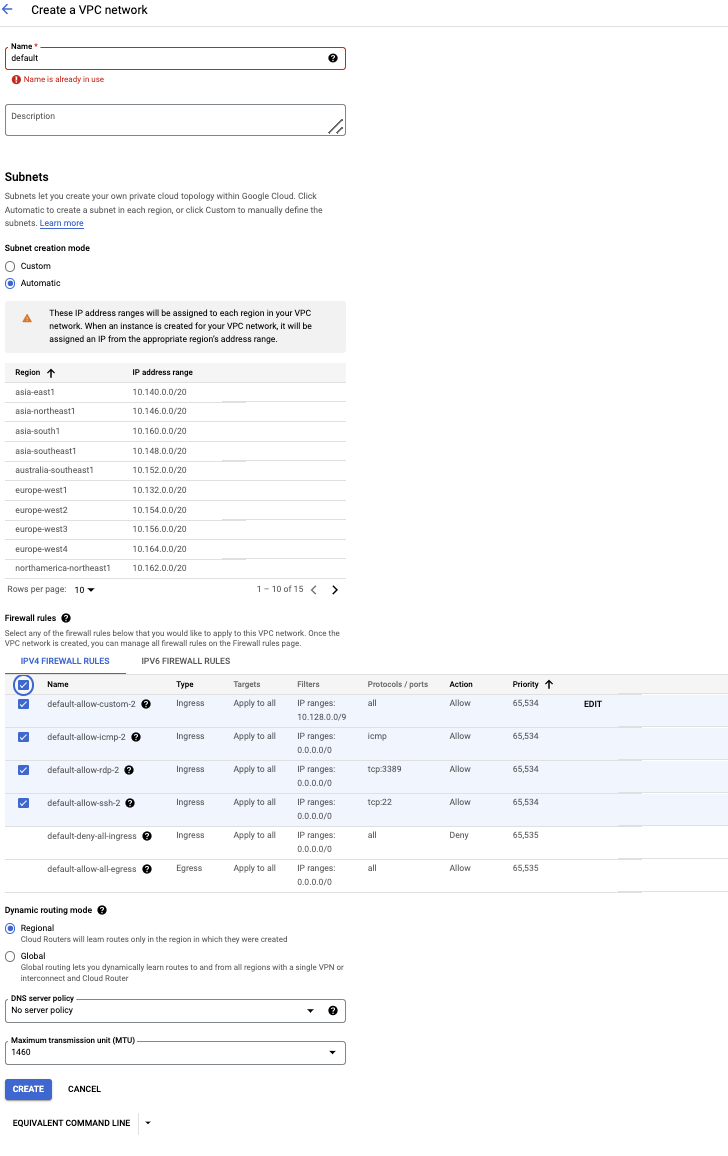 Create a VPC network
Name *
default
Name is already in use
Description
Subnets
Subnets let you create your own private cloud topology within Google Cloud. Click
Automatic to create a subnet in each region, or click Custom to manually define the
subnets. Learn more
Subnet creation mode
Custom
Automatic
These IP address ranges will be assigned to each region in your VPC
network. When an instance is created for your VPC network, it will be
assigned an IP from the appropriate region's address range.
Region IP address range
asia-east1 10.140.0.0/20
asia-northeast1 10.146.0.0/20
asia-south1 10.160.0.0/20
asia-southeast1 10.148.0.0/20
australia-southeast1 10.152.0.0/20
europe-west1 10.132.0.0/20
europe-west2 10.154.0.0/20
europe-west3 10.156.0.0/20
europe-west4 10.164.0.0/20
northamerica-northeast1 10.162.0.0/20
Rows per page: 10 1 – 10 of 15
Firewall rules
Select any of the firewall rules below that you would like to apply to this VPC network. Once the
VPC network is created, you can manage all firewall rules on the Firewall rules page.
IPV4 FIREWALL RULES IPV6 FIREWALL RULES
Name Type Targets Filters Protocols / ports Action Priority
default-allow-custom-2 Ingress Apply to all IP ranges: all Allow 65,534 EDIT
10.128.0.0/9
default-allow-icmp-2 Ingress Apply to all IP ranges: icmp Allow 65,534
0.0.0.0/0
default-allow-rdp-2 Ingress Apply to all IP ranges: tcp:3389 Allow 65,534
0.0.0.0/0
default-allow-ssh-2 Ingress Apply to all IP ranges: tcp:22 Allow 65,534
0.0.0.0/0
default-deny-all-ingress Ingress Apply to all IP ranges: all Deny 65,535
0.0.0.0/0
default-allow-all-egress Egress Apply to all IP ranges: all Allow 65,535
0.0.0.0/0
Dynamic routing mode
Regional
Cloud Routers will learn routes only in the region in which they were created
Global
Global routing lets you dynamically learn routes to and from all regions with a single VPN or
interconnect and Cloud Router
DNS server policy
No server policy
Maximum transmission unit (MTU)
1460
CREATE CANCEL
EQUIVALENT COMMAND LINE